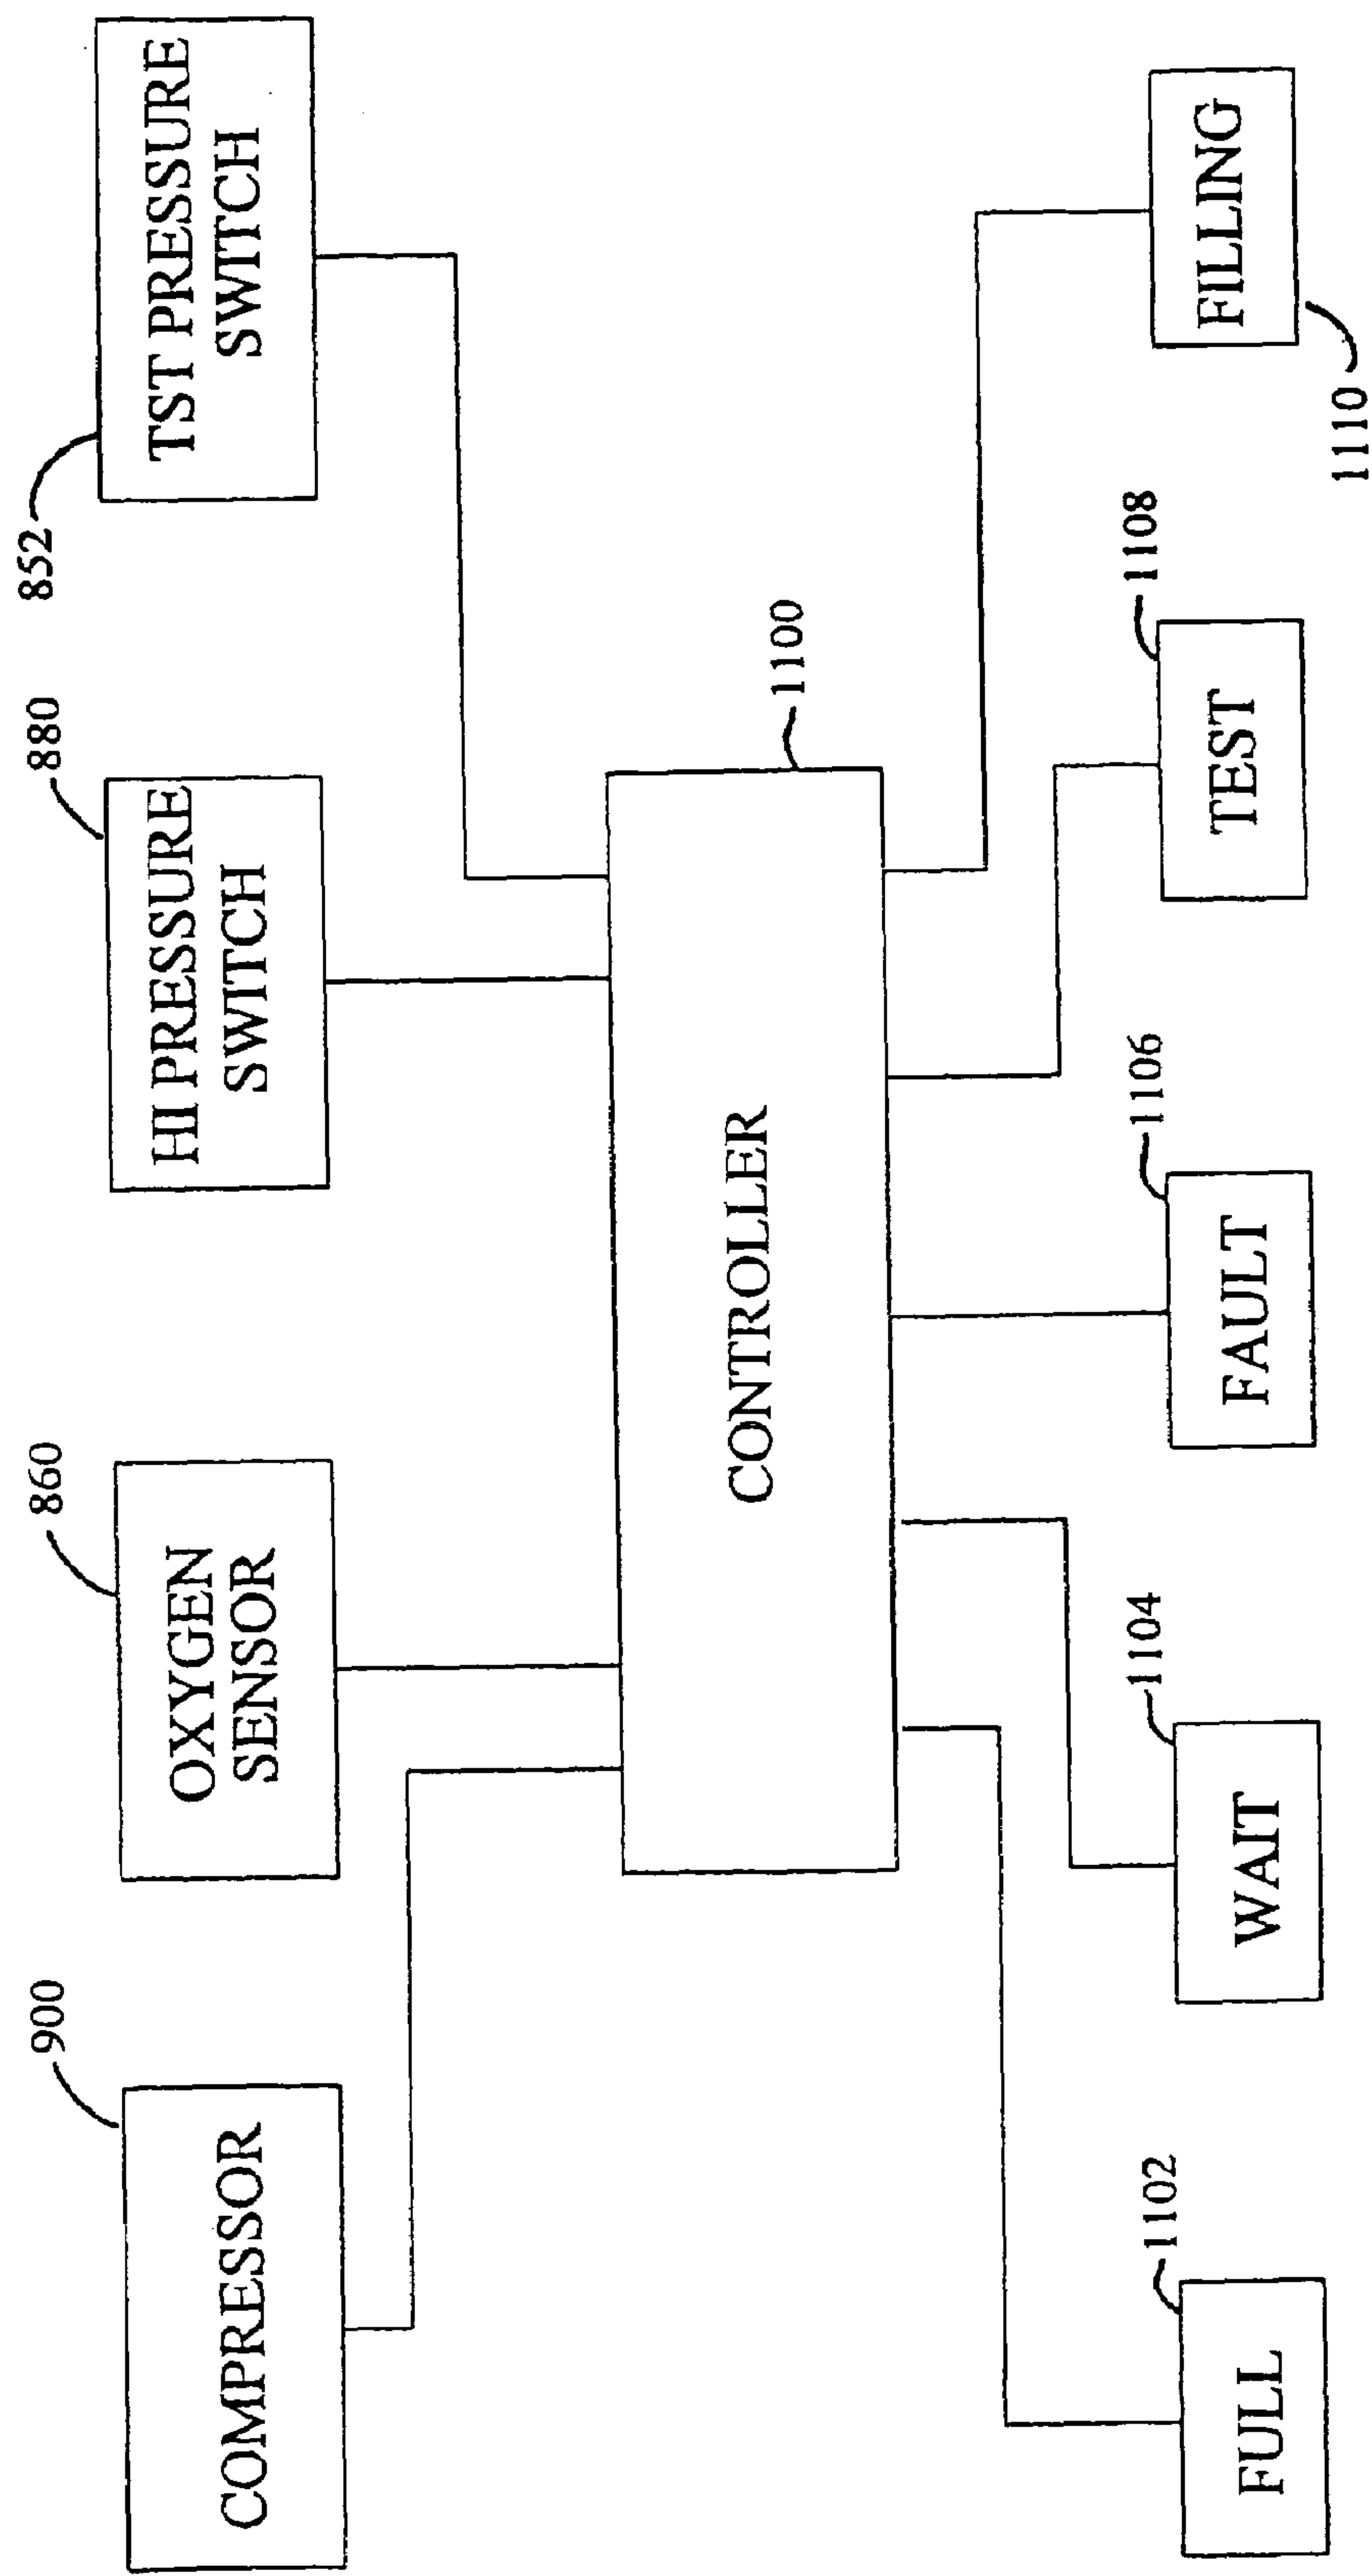 900
COMPRESSOR
860
OXYGEN
SENSOR
880
HI PRESSURE
SWITCH
852
TST PRESSURE
SWITCH
CONTROLLER
1100
1102
FULL
1104
WAIT
1106
FAULT
1108
TEST
FILLING
1110